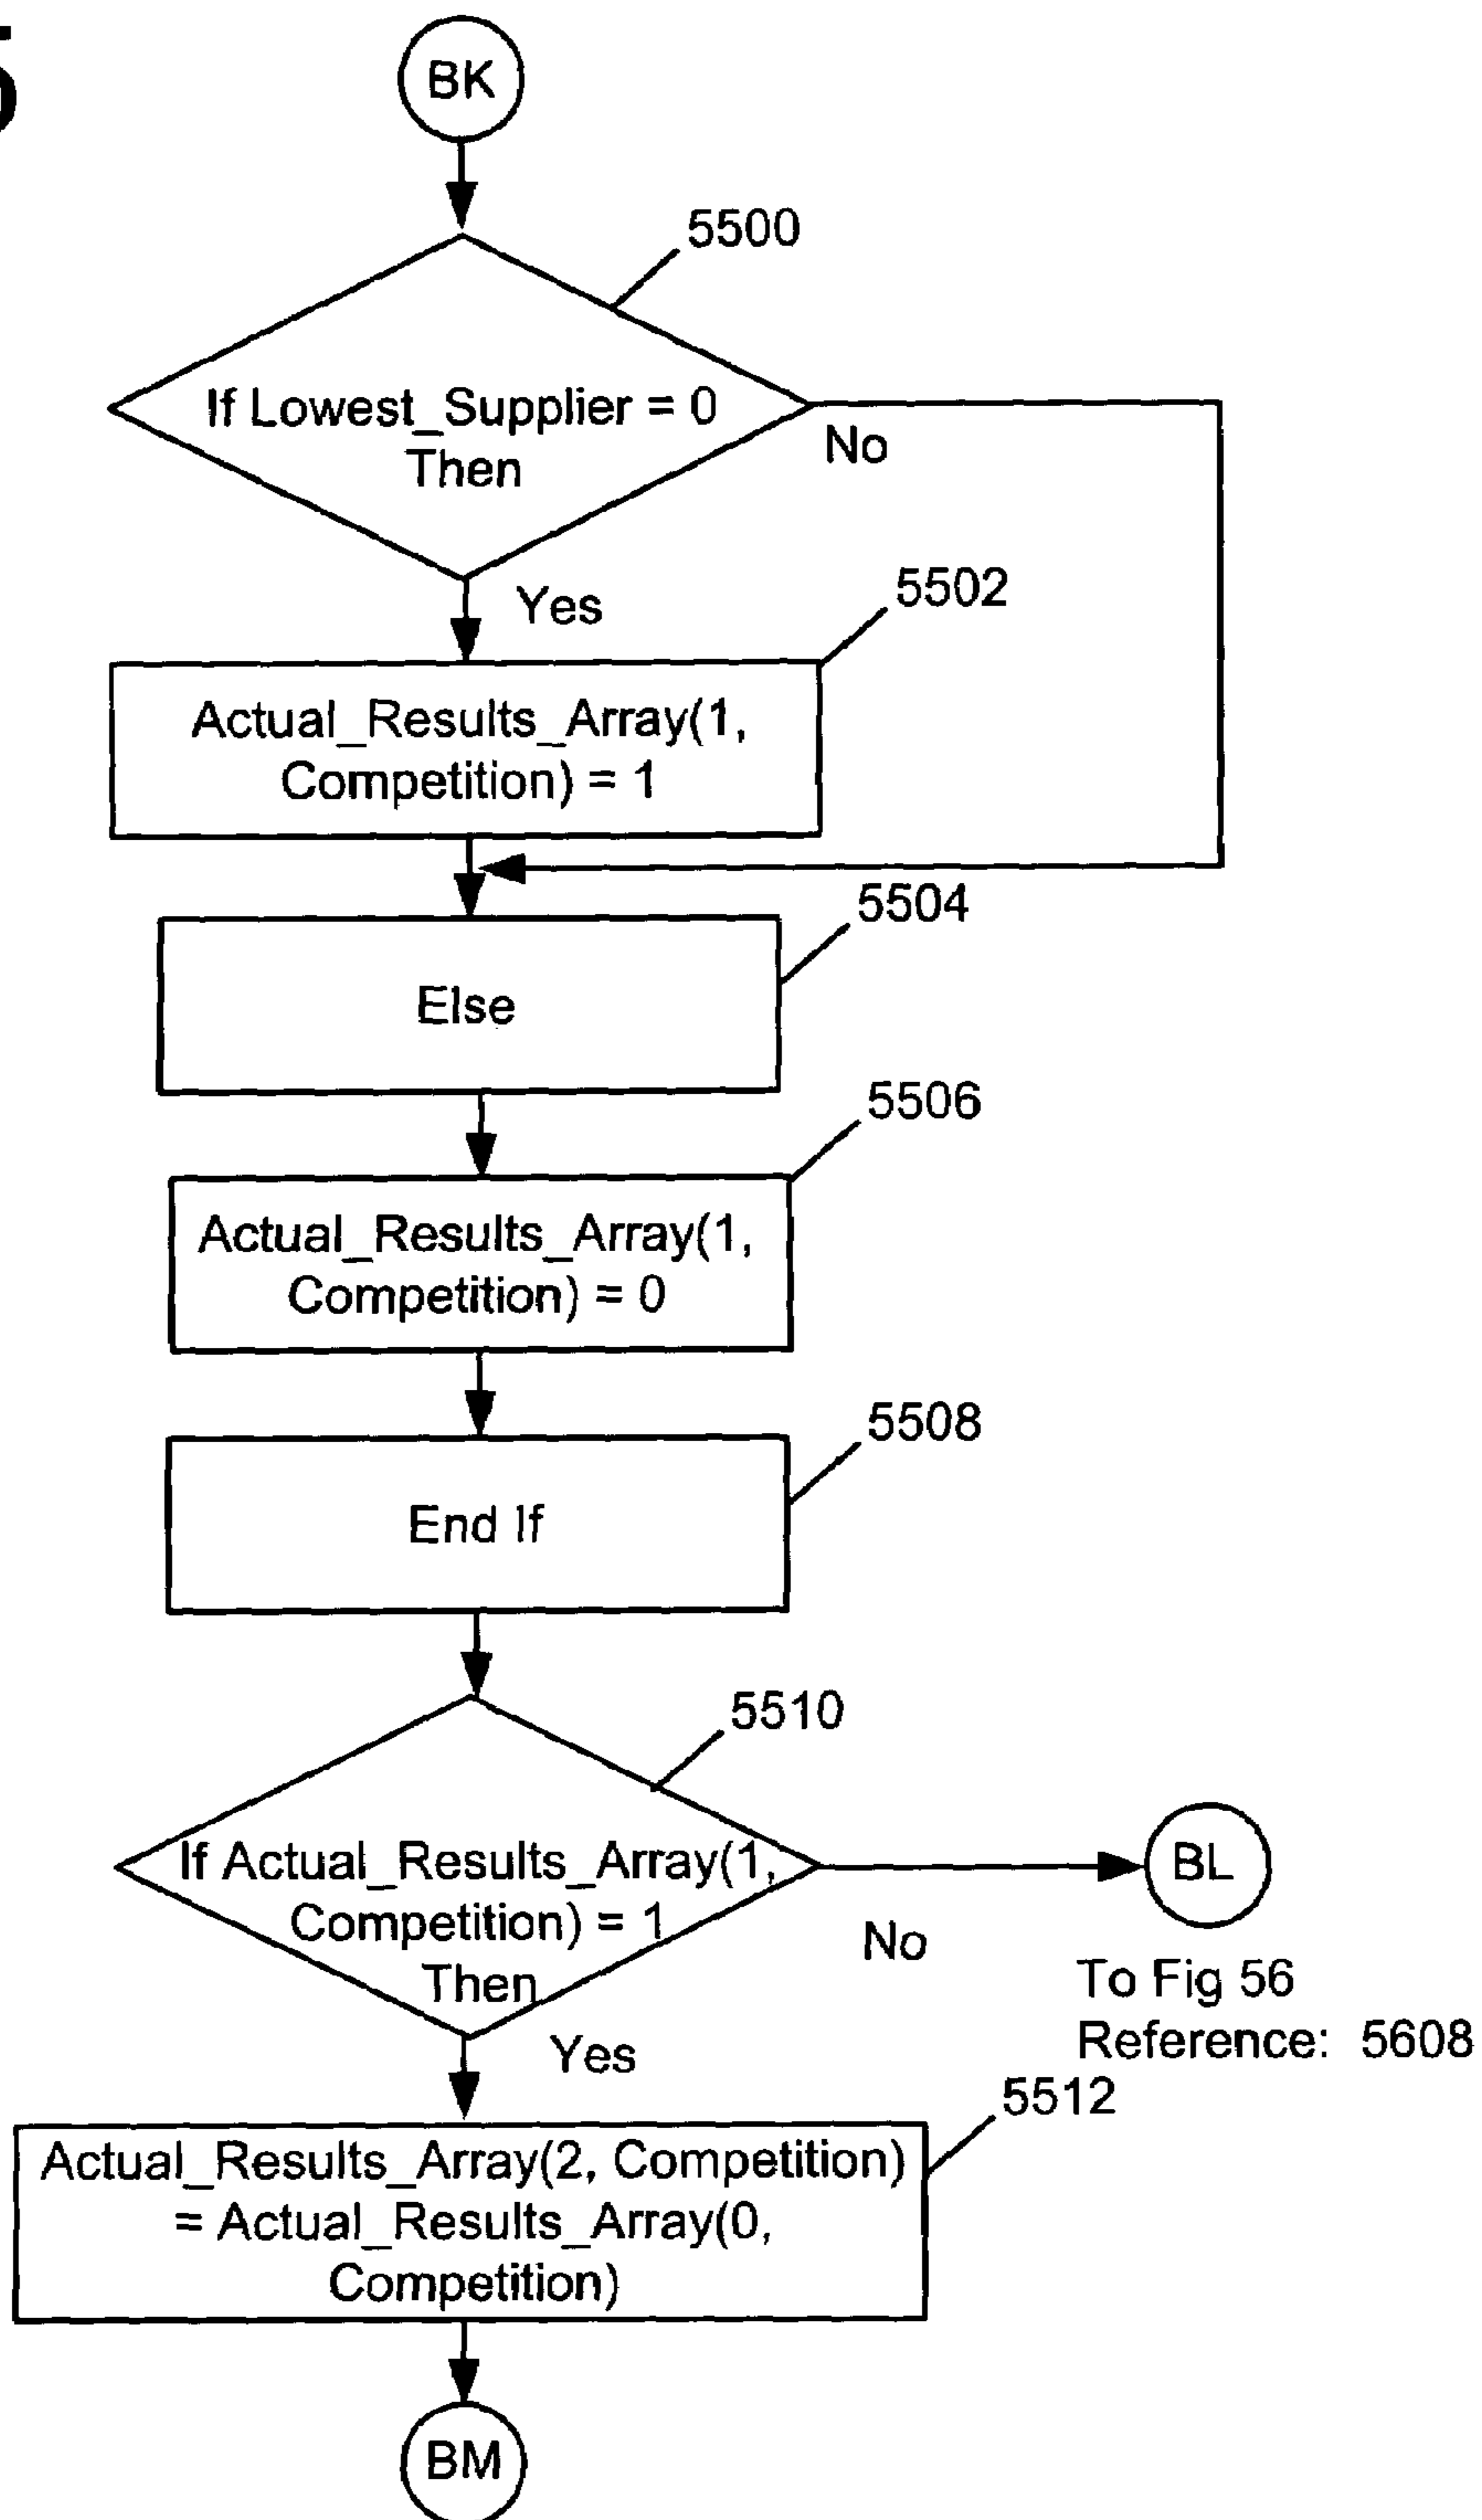 5
BK
5500
If Lowest_Supplier = 0
Then
No
Yes
5502
Actual_Results_Array(1,
Competition) = 1
5504
Else
5506
Actual_Results_Array(1,
Competition) = 0
5508
End If
5510
If Actual_Results_Array(1,
Competition) = 1
Then
No
BL
To Fig 56
Reference: 5608
Yes
5512
Actual_Results_Array(2, Competition)
= Actual_Results_Array(0,
Competition)
BM